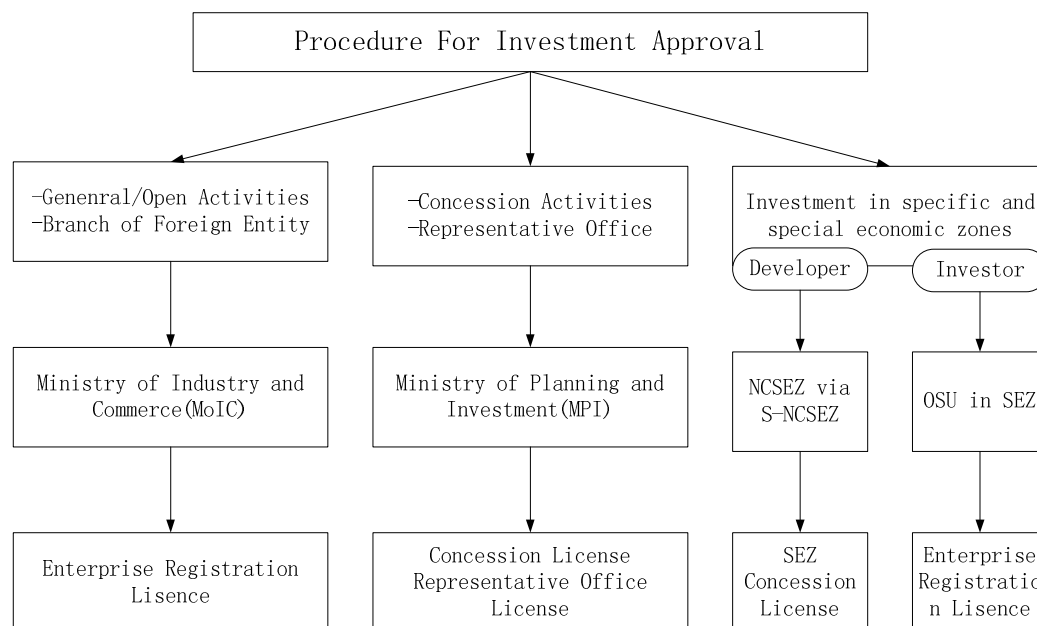 Procedure For Investment Approval
-Genenral/Open Activities
-Branch of Foreign Entity
-Concession Activities
-Representative Office
Investment in specific and
special economic zones
Developer
Investor
Ministry of Industry and
Commerce(MoIC)
Ministry of Planning and
Investment(MPI)
NCSEZ via
S-NCSEZ
OSU in SEZ
Enterprise Registration
Lisence
Concession License
Representative Office
License
SEZ
Concession
License
Enterprise
Registratio
n Lisence